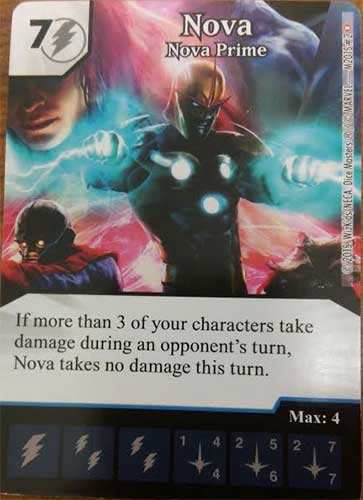 7
Nova
Nova Prime
If more than 3 of your characters take
damage during an opponent's turn,
Nova takes no damage this turn.
Max: 4
1 4 4
2 5 6
2 7 7